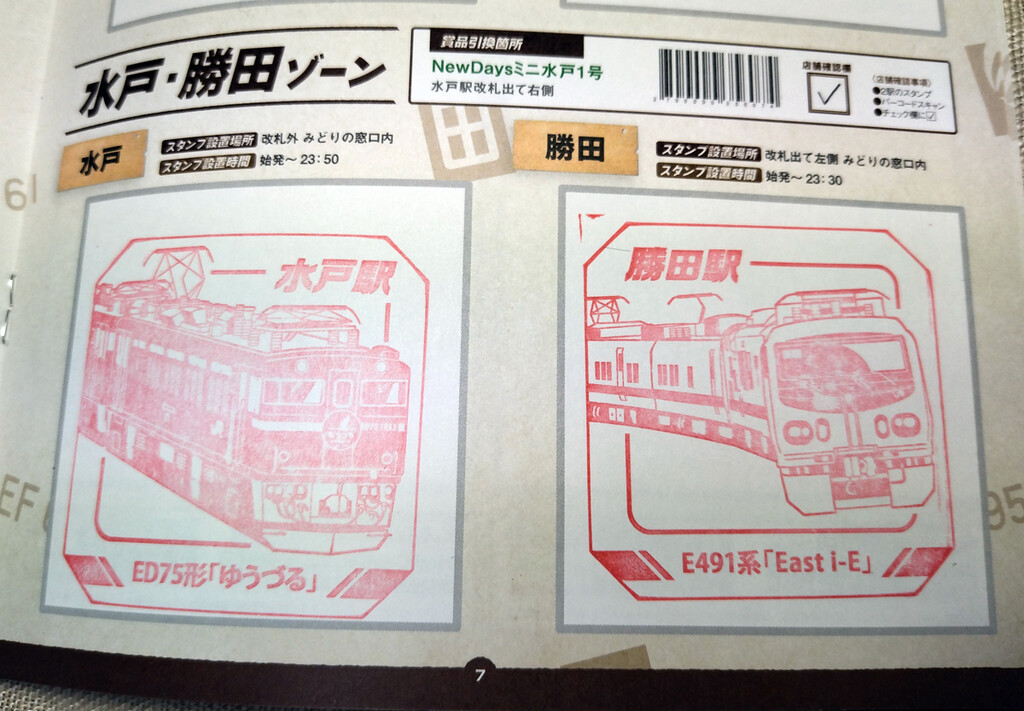 水戸・勝田ゾーン
賞品引換箇所
NewDaysミニ水戸1号
水戸駅改札出て右側
店舗確認欄
〈店舗確認事項〉
●2駅のスタンプ
●バーコードスキャン
●チェック欄に☑
水戸
スタンプ設置場所 改札外 みどりの窓口内
スタンプ設置時間 始発〜23:50
勝田
スタンプ設置場所 改札出て左側 みどりの窓口内
スタンプ設置時間 始発〜23:30
水戸駅
ED75形「ゆうづる」
勝田駅
E491系「East i-E」
61
田
EF
95
7